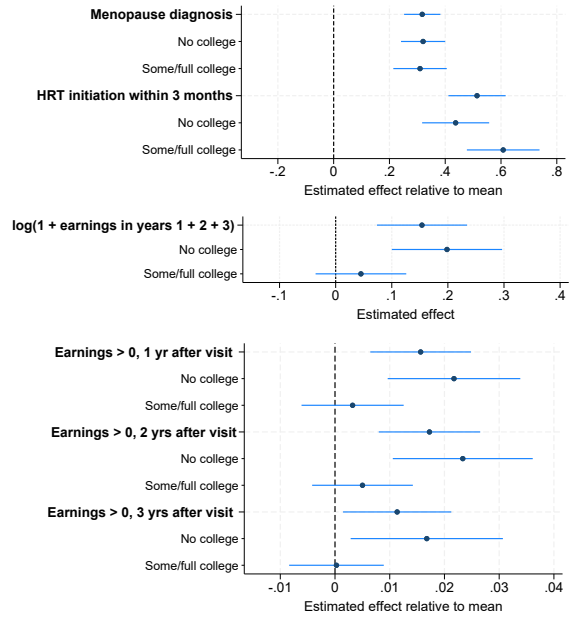 Menopause diagnosis
No college
Some/full college
HRT initiation within 3 months
No college
Some/full college
-.2 0 .2 .4 .6 .8
Estimated effect relative to mean
log(1 + earnings in years 1 + 2 + 3)
No college
Some/full college
-.1 0 .1 .2 .3 .4
Estimated effect
Earnings > 0, 1 yr after visit
No college
Some/full college
Earnings > 0, 2 yrs after visit
No college
Some/full college
Earnings > 0, 3 yrs after visit
No college
Some/full college
-.01 0 .01 .02 .03 .04
Estimated effect relative to mean